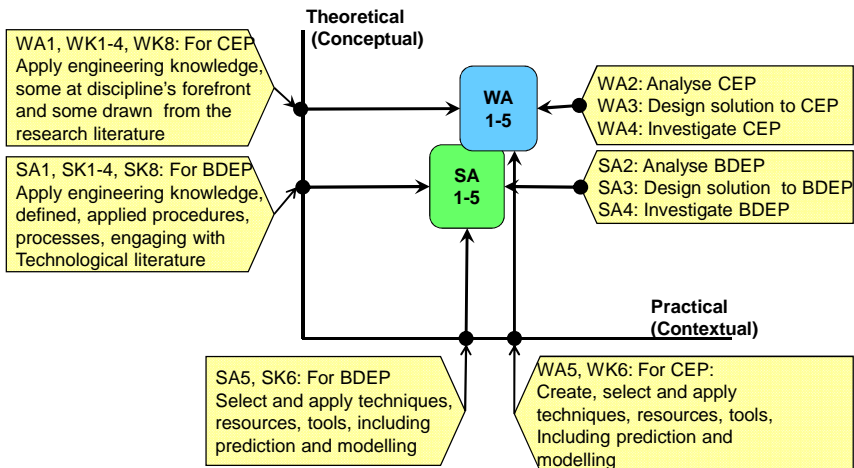 Theoretical
(Conceptual)
WA1, WK1-4, WK8: For CEP
Apply engineering knowledge,
some at discipline's forefront
and some drawn from the
research literature
WA
1-5
WA2: Analyse CEP
WA3: Design solution to CEP
WA4: Investigate CEP
SA1, SK1-4, SK8: For BDEP
Apply engineering knowledge,
defined, applied procedures,
processes, engaging with
Technological literature
SA
1-5
SA2: Analyse BDEP
SA3: Design solution to BDEP
SA4: Investigate BDEP
Practical
(Contextual)
SA5, SK6: For BDEP
Select and apply techniques,
resources, tools, including
prediction and modelling
WA5, WK6: For CEP:
Create, select and apply
techniques, resources, tools,
Including prediction and
modelling